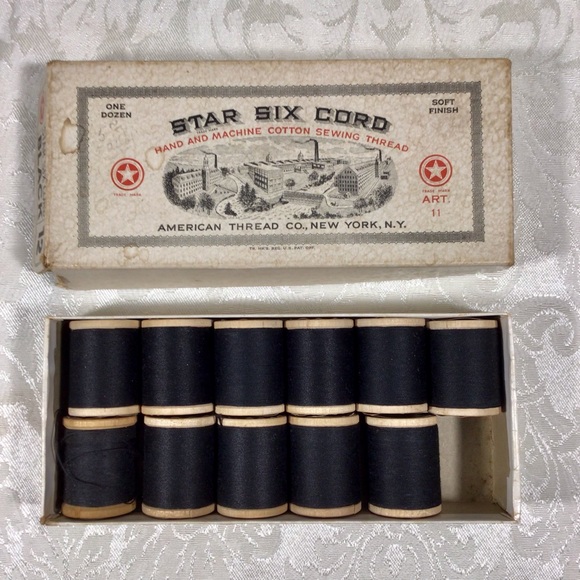 ONE DOZEN
SOFT FINISH
STAR SIX CORD
HAND AND MACHINE COTTON SEWING THREAD
TRADE MARK
TRADE MARK
ART.
11
AMERICAN THREAD CO., NEW YORK, N.Y.